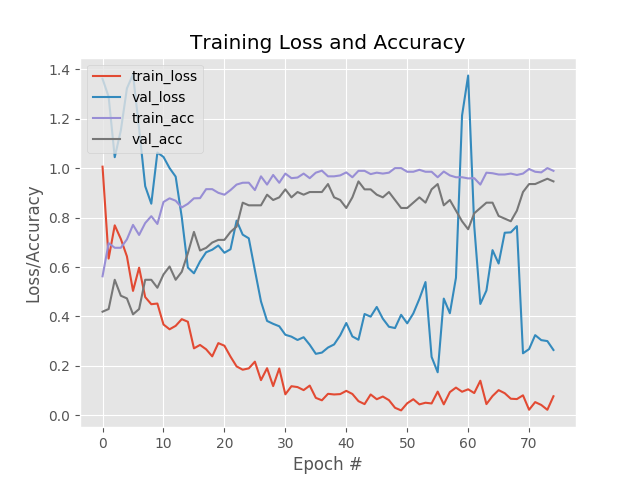 Training Loss and Accuracy
train_loss
val_loss
train_acc
val_acc
1.4
1.2
1.0
0.8
0.6
0.4
0.2
0.0
Loss/Accuracy
0 10 20 30 40 50 60 70
Epoch #